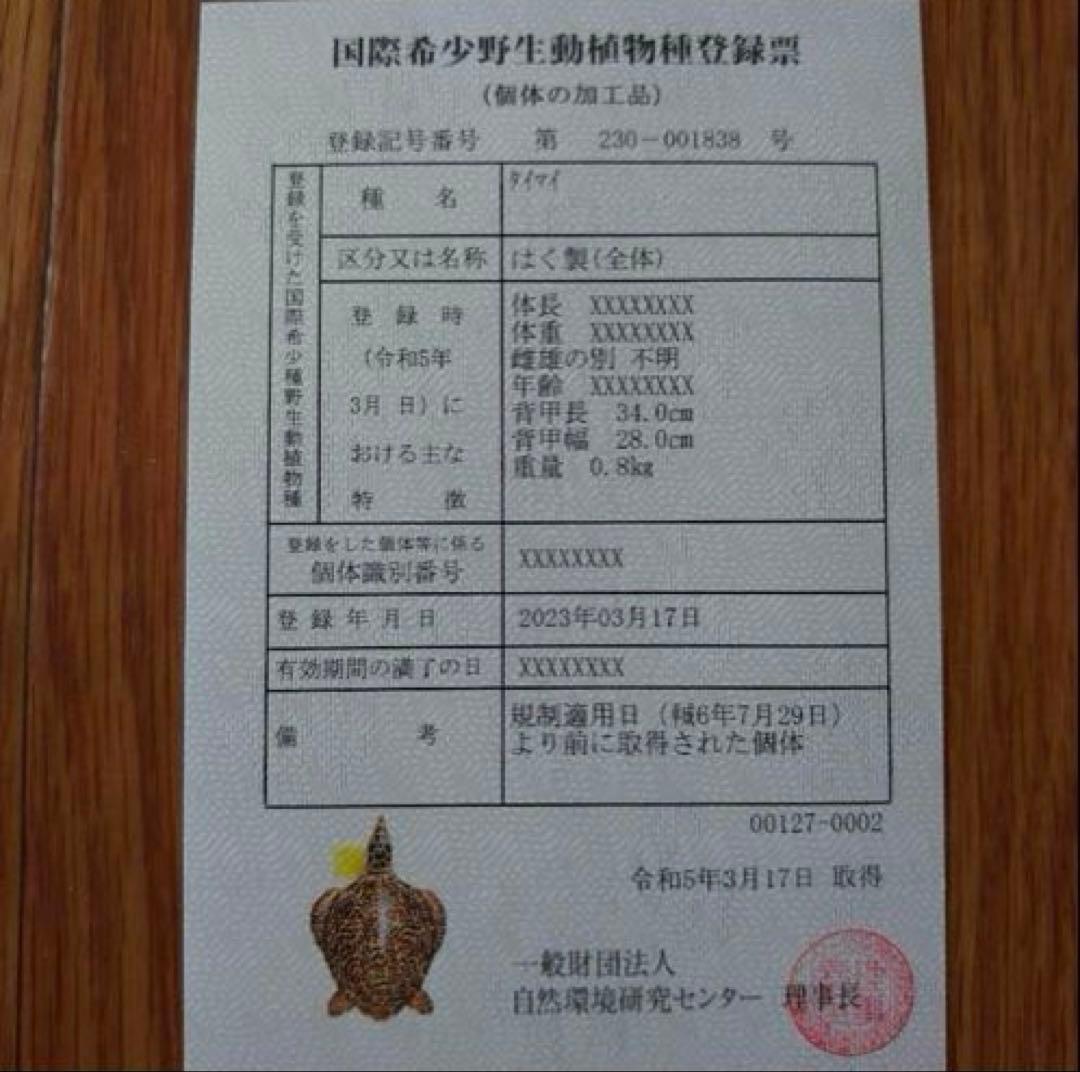 国際希少野生動植物種登録票
(個体の加工品)
登録記号番号 第 230-001838 号
登録を受けた国際希少種野生動植物種
種 名
ﾀｲﾏｲ
区分又は名称
はく製(全体)
登 録 時
(令和5年
3月 日)に
おける主な
特 徴
体長 XXXXXXXX
体重 XXXXXXXX
雌雄の別 不明
年齢 XXXXXXXX
背甲長 34.0cm
背甲幅 28.0cm
重量 0.8kg
登録をした個体等に係る
個体識別番号
XXXXXXXX
登 録 年 月 日
2023年03月17日
有効期間の満了の日
XXXXXXXX
備 考
規制適用日 (6年7月29日)
より前に取得された個体
00127-0002
令和5年3月17日 取得
一般財団法人
自然環境研究センター 理事長